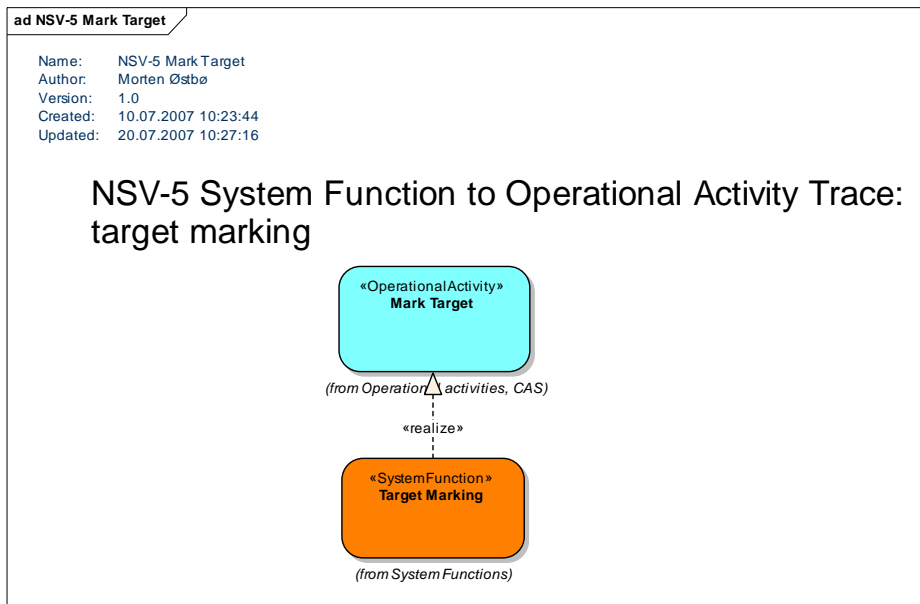 ad NSV-5 Mark Target
Name: NSV-5 Mark Target
Author: Morten Østbø
Version: 1.0
Created: 10.07.2007 10:23:44
Updated: 20.07.2007 10:27:16
NSV-5 System Function to Operational Activity Trace:
target marking
«OperationalActivity»
Mark Target
(from Operational activities, CAS)
«realize»
«SystemFunction»
Target Marking
(from System Functions)